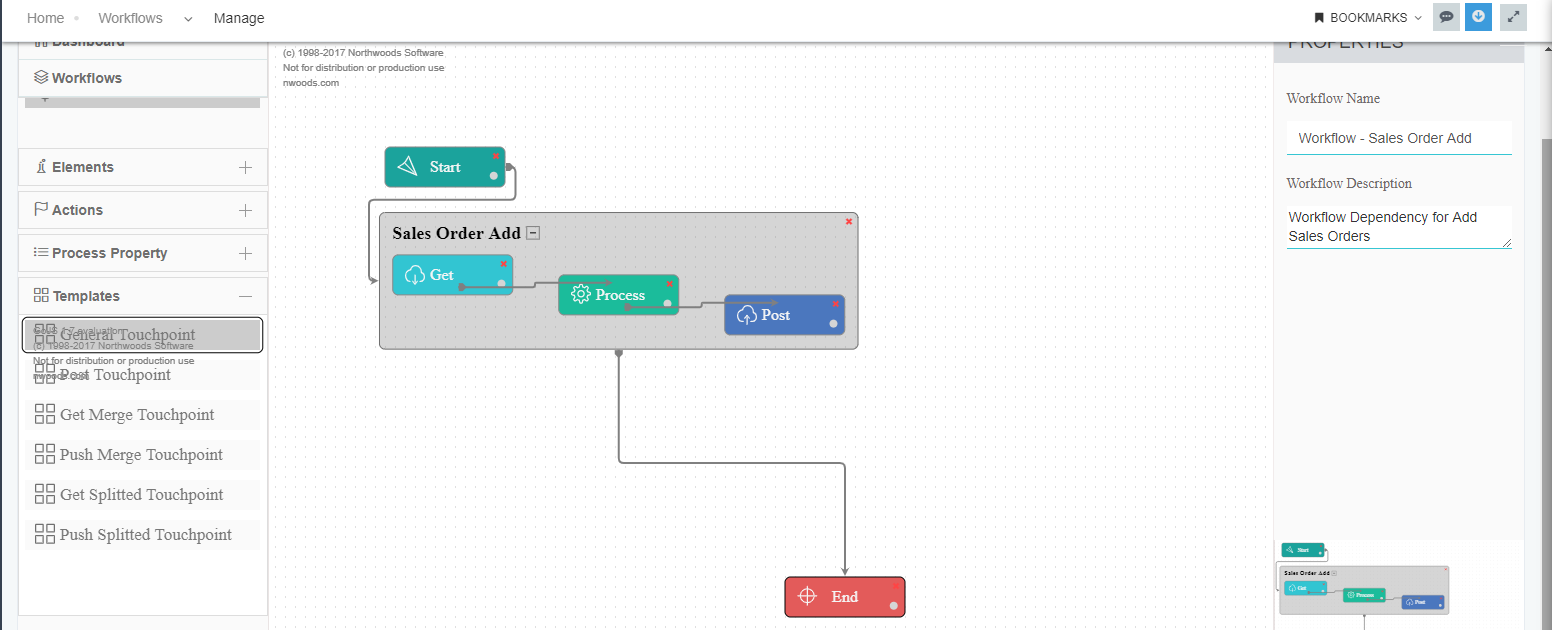 Home
Workflows
Manage
BOOKMARKS
Dashboard
Workflows
Elements
Actions
Process Property
Templates
General Touchpoint
(c) 1998-2017 Northwoods Software
Not for distribution or production use
Post Touchpoint
nwoods.com
Get Merge Touchpoint
Push Merge Touchpoint
Get Splitted Touchpoint
Push Splitted Touchpoint
(c) 1998-2017 Northwoods Software
Not for distribution or production use
nwoods.com
Start
Sales Order Add
Get
Process
Post
End
PROPERTIES
Workflow Name
Workflow - Sales Order Add
Workflow Description
Workflow Dependency for Add
Sales Orders
Start
Sales Order Add
Get
Process
Post